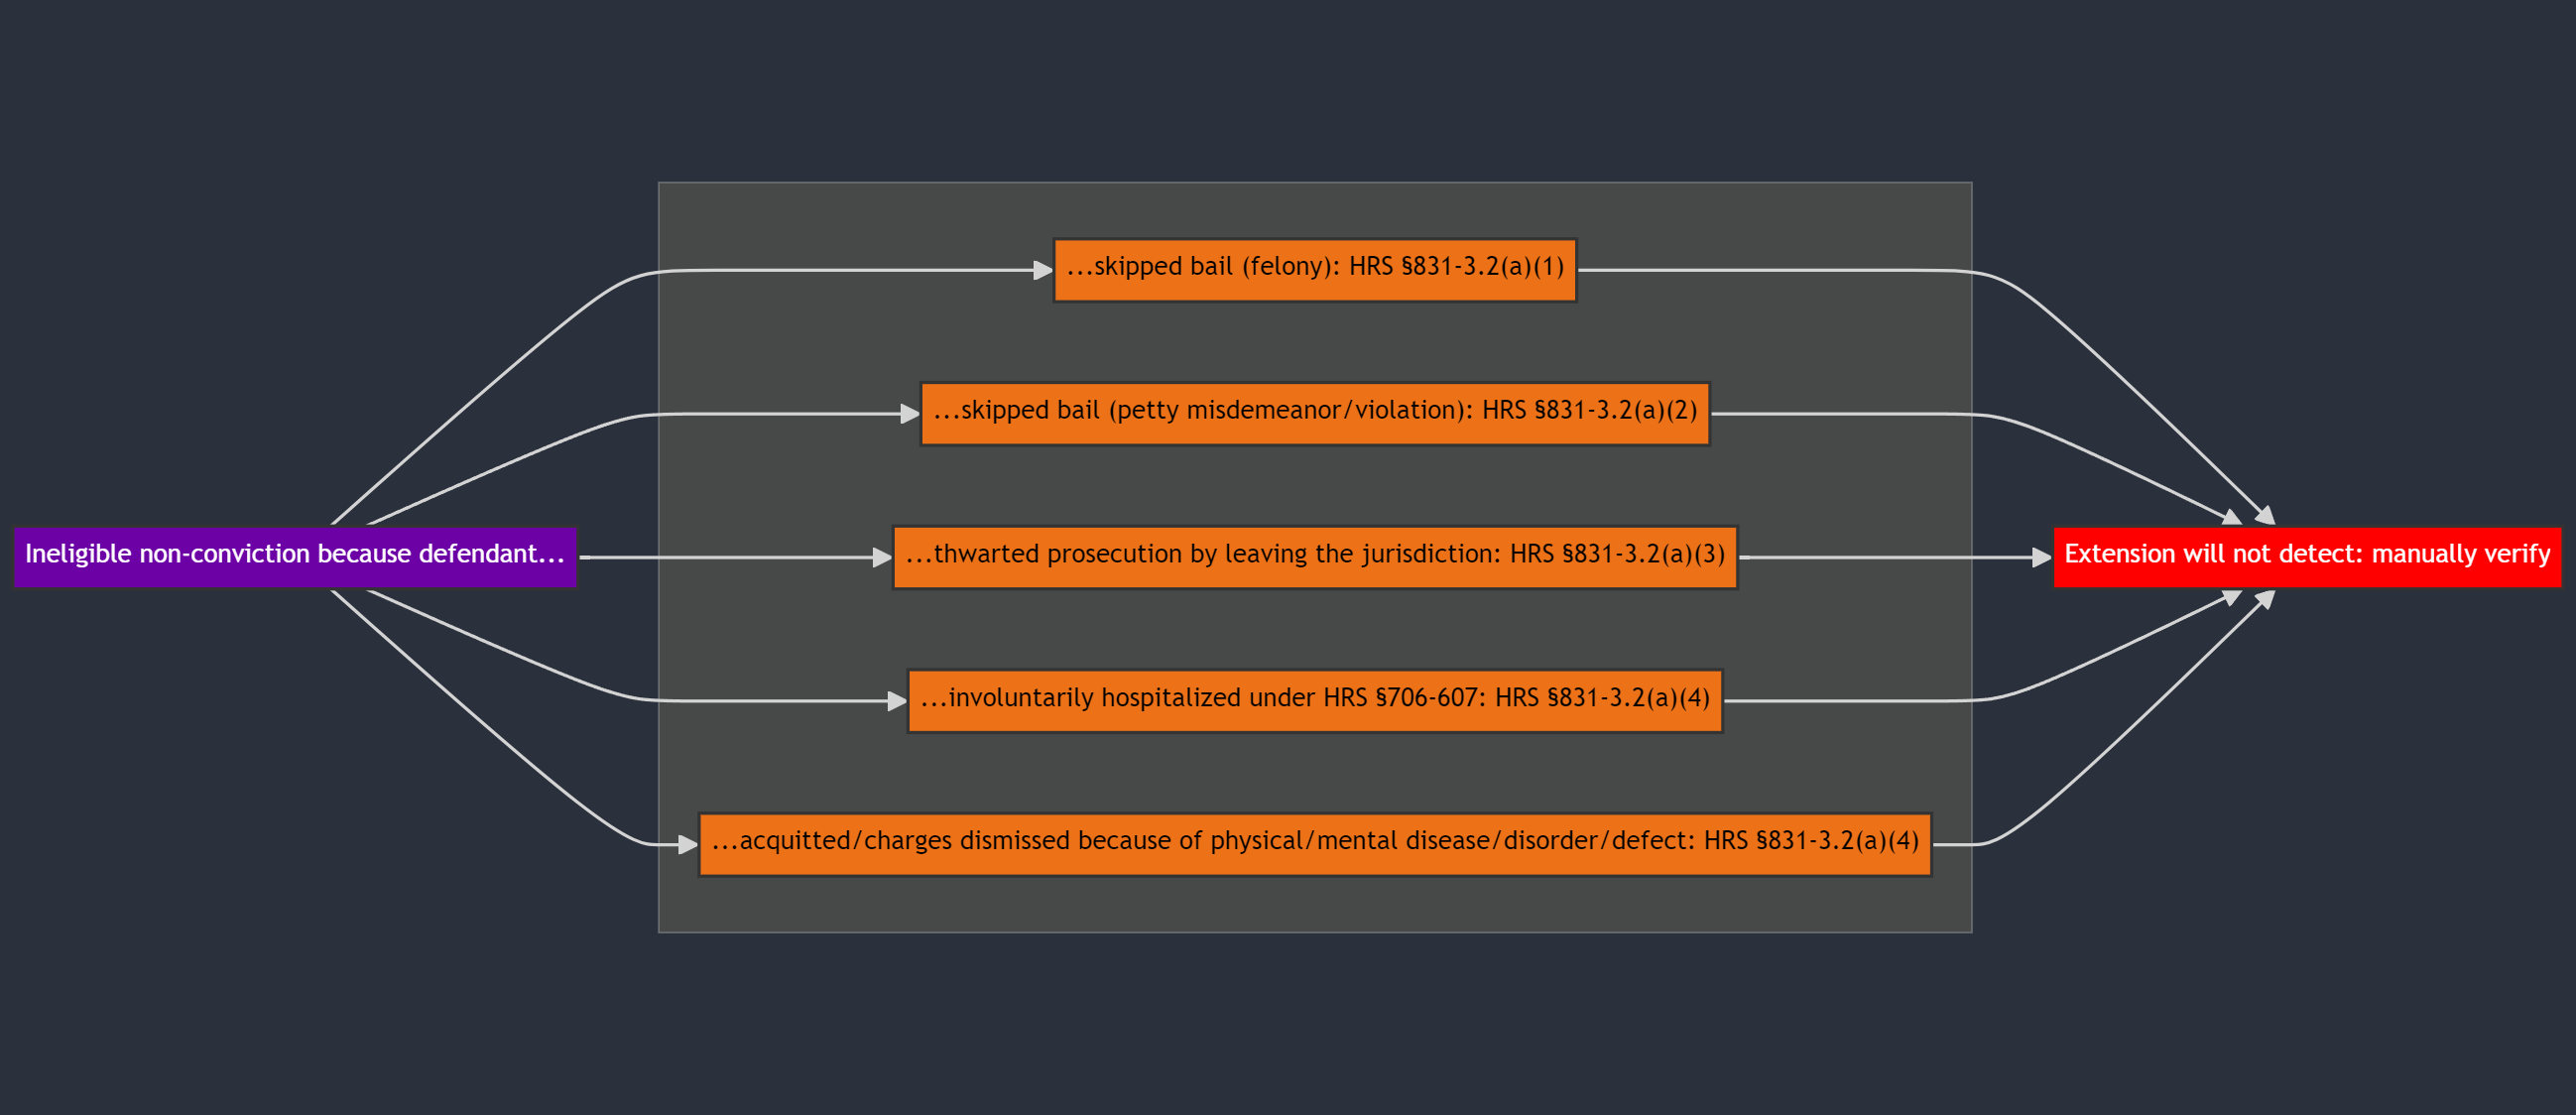 Ineligible non-conviction because defendant...
...skipped bail (felony): HRS §831-3.2(a)(1)
...skipped bail (petty misdemeanor/violation): HRS §831-3.2(a)(2)
...thwarted prosecution by leaving the jurisdiction: HRS §831-3.2(a)(3)
...involuntarily hospitalized under HRS §706-607: HRS §831-3.2(a)(4)
...acquitted/charges dismissed because of physical/mental disease/disorder/defect: HRS §831-3.2(a)(4)
Extension will not detect: manually verify